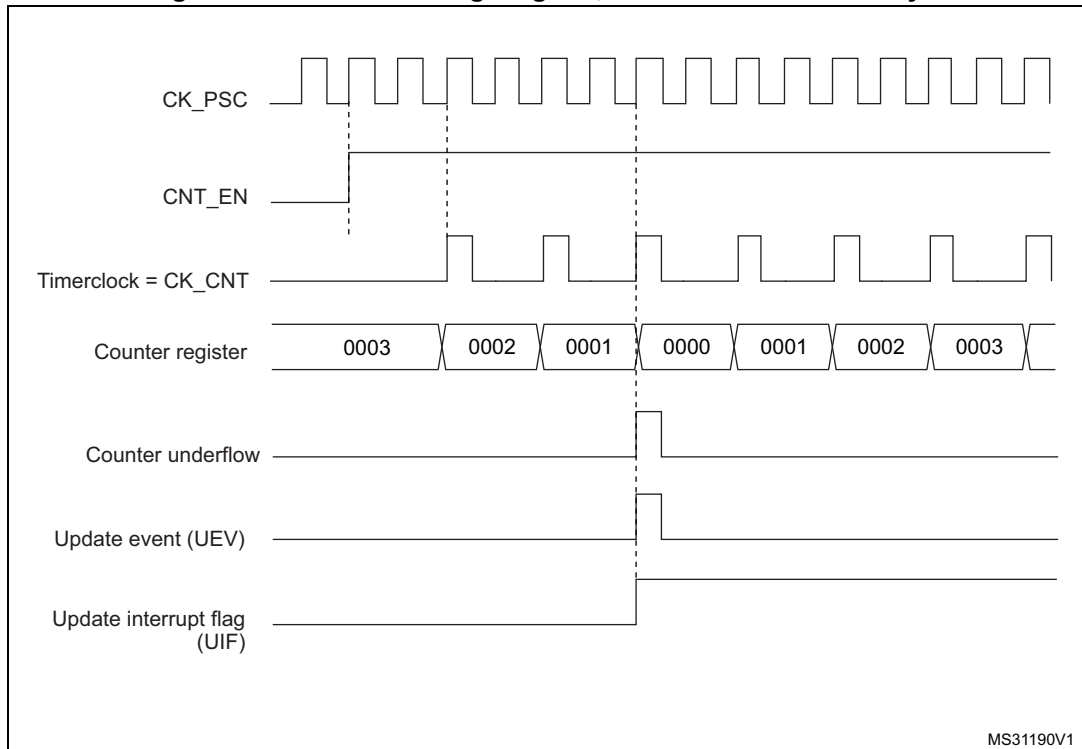 CK_PSC
CNT_EN
Timerclock = CK_CNT
Counter register
0003 0002 0001 0000 0001 0002 0003
Counter underflow
Update event (UEV)
Update interrupt flag
(UIF)
MS31190V1